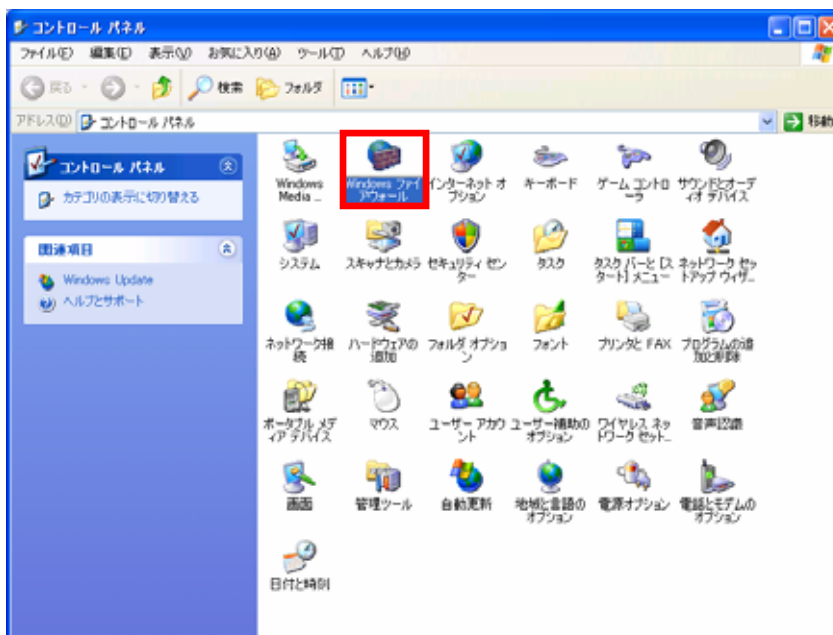 コントロール パネル
ファイル(F) 編集(E) 表示(V) お気に入り(A) ツール(T) ヘルプ(H)
戻る 検索 フォルダ
アドレス(D) コントロール パネル 移動
コントロール パネル
カテゴリの表示に切り替える
関連項目
Windows Update
ヘルプとサポート
Windows
Media ...
Windows ファイ
アウォール
インターネット オ
プション
キーボード
ゲーム コントロ
ーラ
サウンドとオーデ
ィオ デバイス
システム
スキャナとカメラ
セキュリティ セン
ター
タスク
タスク バーと [ス
タート] メニュー
ネットワーク セッ
トアップ ウィザ...
ネットワーク接
続
ハードウェアの
追加
フォルダ オプショ
ン
フォント
プリンタと FAX
プログラムの追
加と削除
ポータブル メデ
ィア デバイス
マウス
ユーザー アカウ
ント
ユーザー補助の
オプション
ワイヤレス ネッ
トワーク セット...
音声認識
画面
管理ツール
自動更新
地域と言語の
オプション
電源オプション
電話とモデムの
オプション
日付と時刻